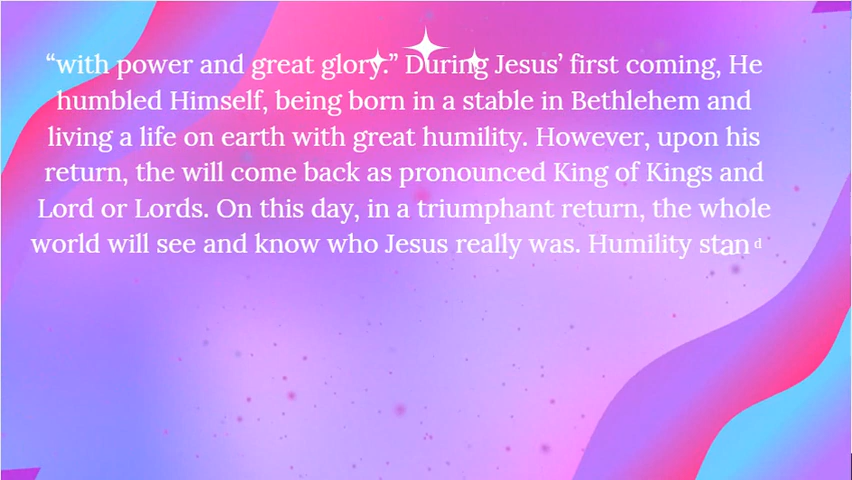 “with power and great glory.” During Jesus’ first coming, He
humbled Himself, being born in a stable in Bethlehem and
living a life on earth with great humility. However, upon his
return, the will come back as pronounced King of Kings and
Lord or Lords. On this day, in a triumphant return, the whole
world will see and know who Jesus really was. Humility stand